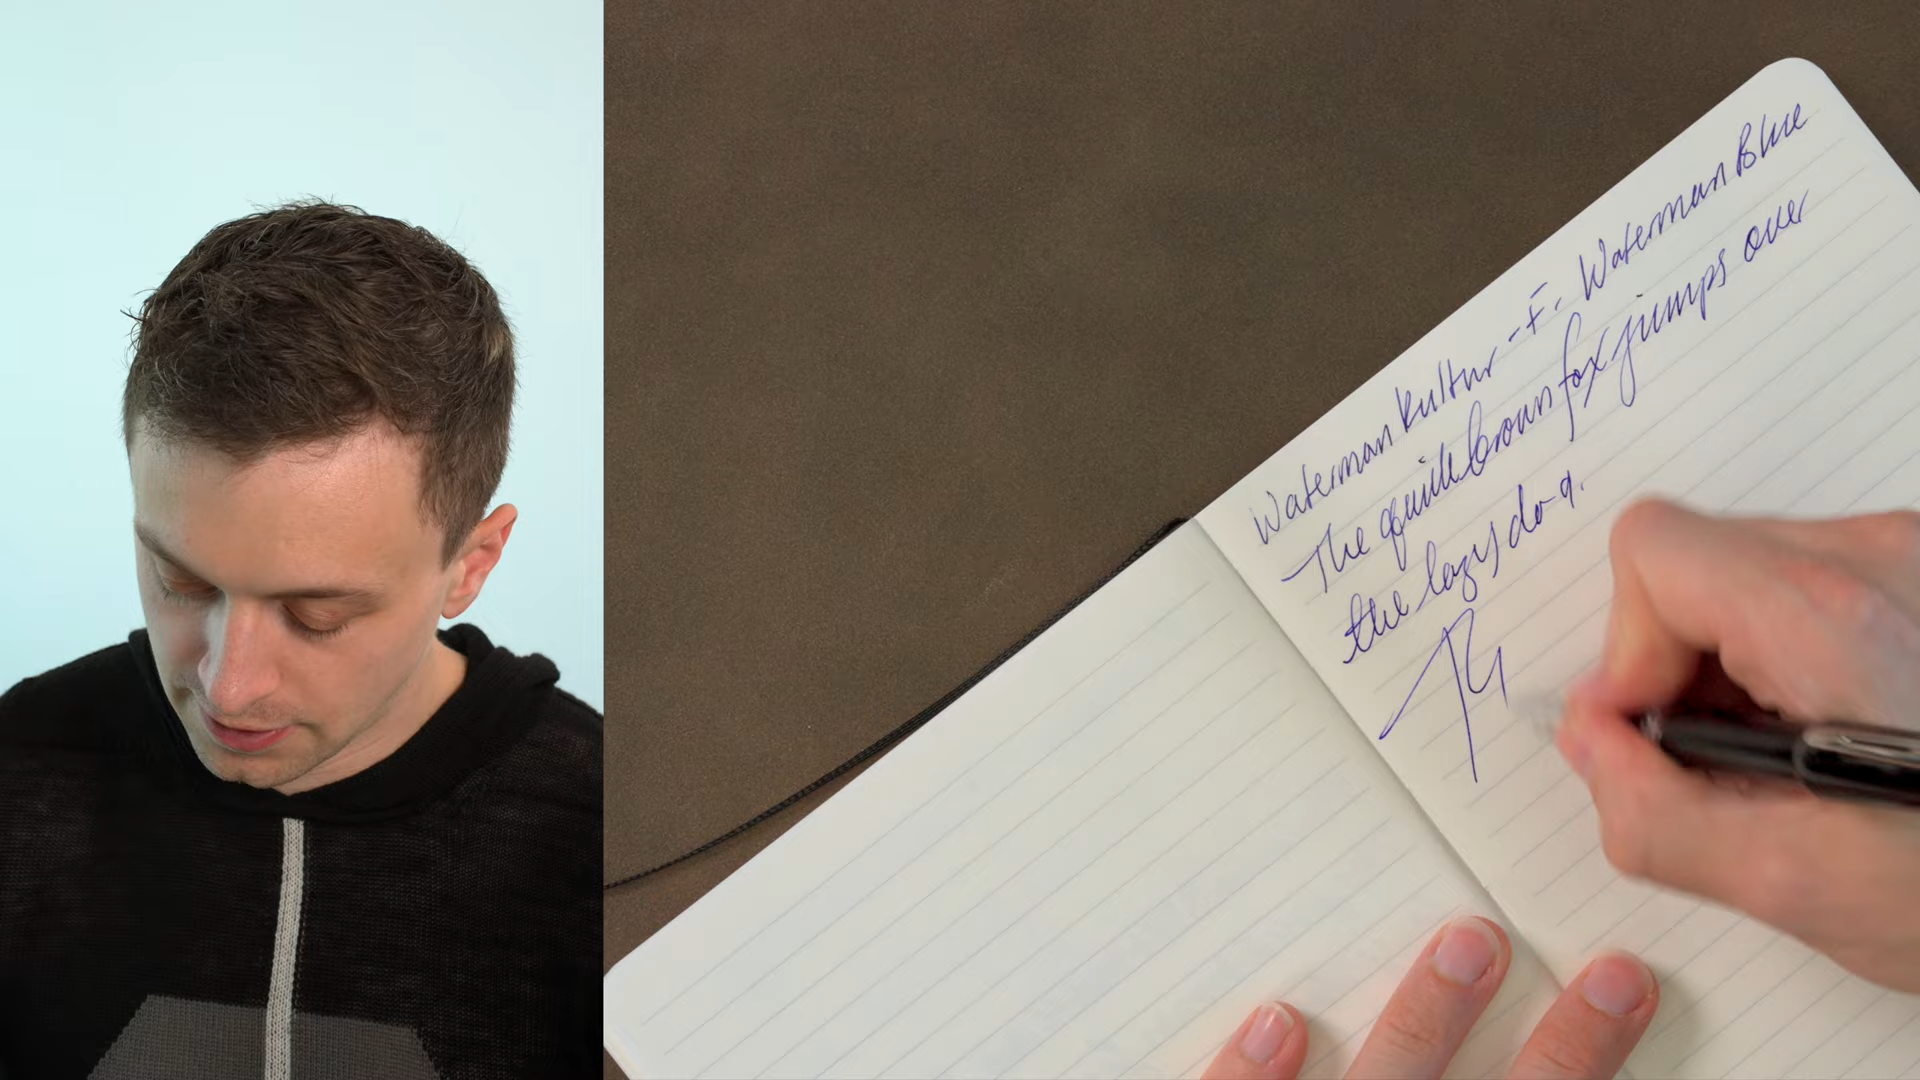 Waterman Kultur - F. Waterman Blue
The quick brown fox jumps over
the lazy dog.